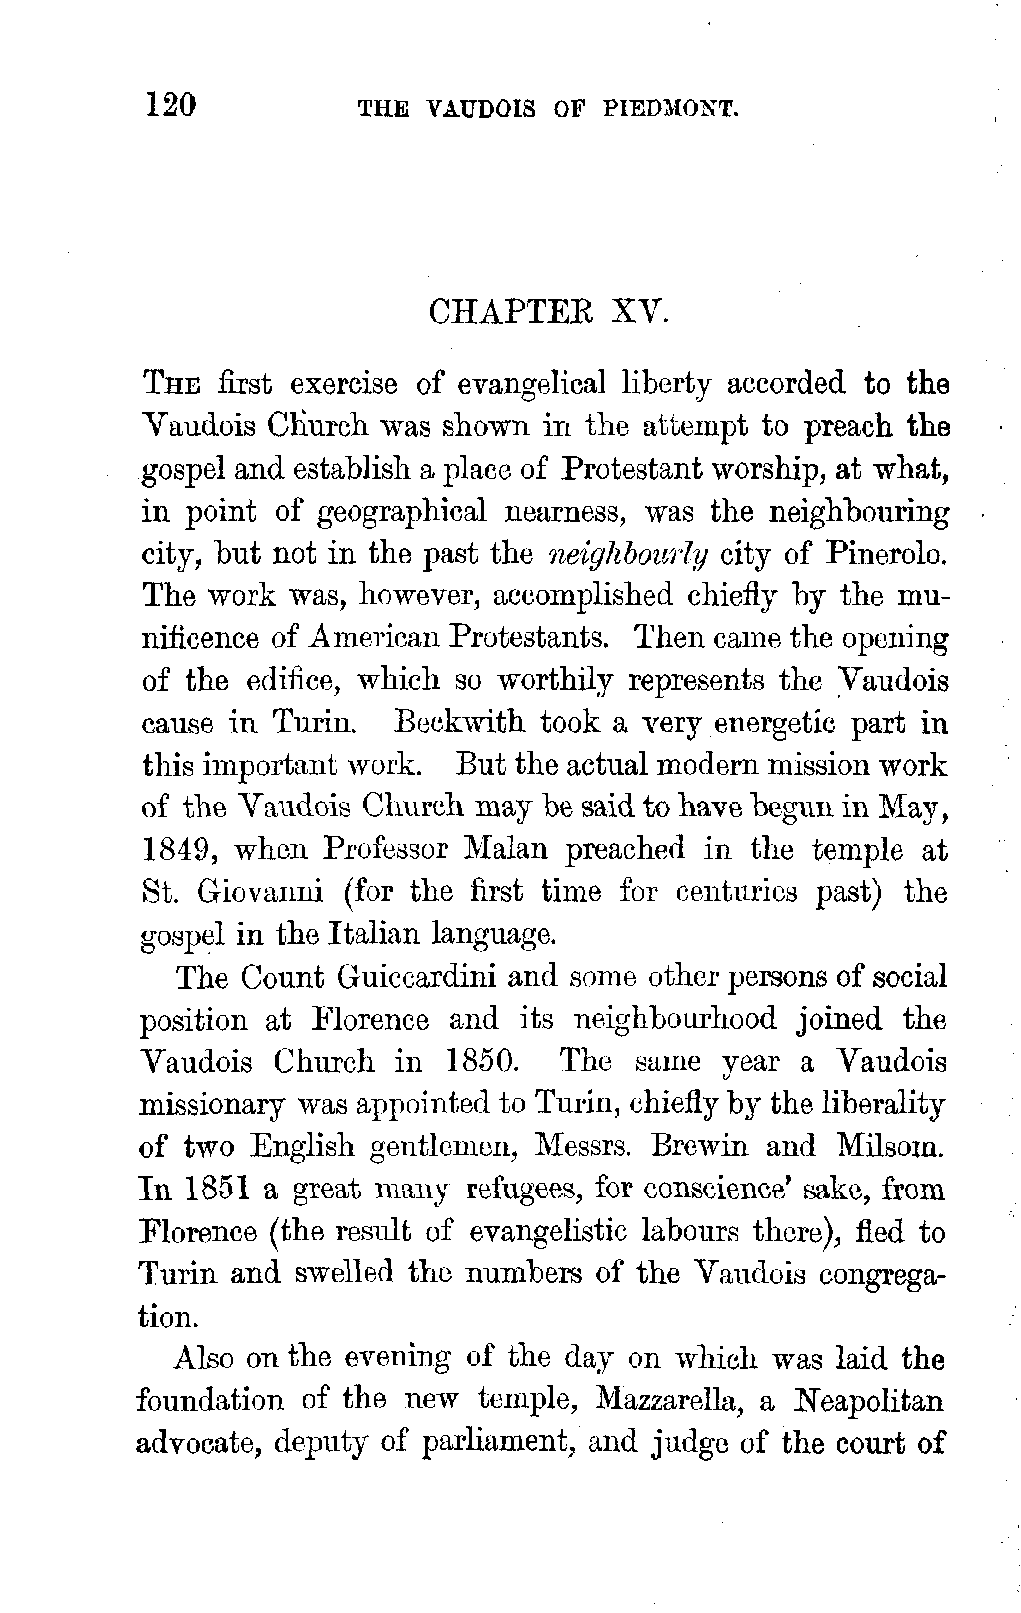 120 THE VAUDOIS OF PIEDMONT.
CHAPTER XV.
THE first exercise of evangelical liberty accorded to the
Vaudois Church was shown in the attempt to preach the
gospel and establish a place of Protestant worship, at what,
in point of geographical nearness, was the neighbouring
city, but not in the past the neighbourly city of Pinerolo.
The work was, however, accomplished chiefly by the mu-
nificence of American Protestants. Then came the opening
of the edifice, which so worthily represents the Vaudois
cause in Turin. Beckwith took a very energetic part in
this important work. But the actual modern mission work
of the Vaudois Church may be said to have begun in May,
1849, when Professor Malan preached in the temple at
St. Giovanni (for the first time for centuries past) the
gospel in the Italian language.
The Count Guiccardini and some other persons of social
position at Florence and its neighbourhood joined the
Vaudois Church in 1850. The same year a Vaudois
missionary was appointed to Turin, chiefly by the liberality
of two English gentlemen, Messrs. Brewin and Milsom.
In 1851 a great many refugees, for conscience' sake, from
Florence (the result of evangelistic labours there), fled to
Turin and swelled the numbers of the Vaudois congrega-
tion.
Also on the evening of the day on which was laid the
foundation of the new temple, Mazzarella, a Neapolitan
advocate, deputy of parliament, and judge of the court of